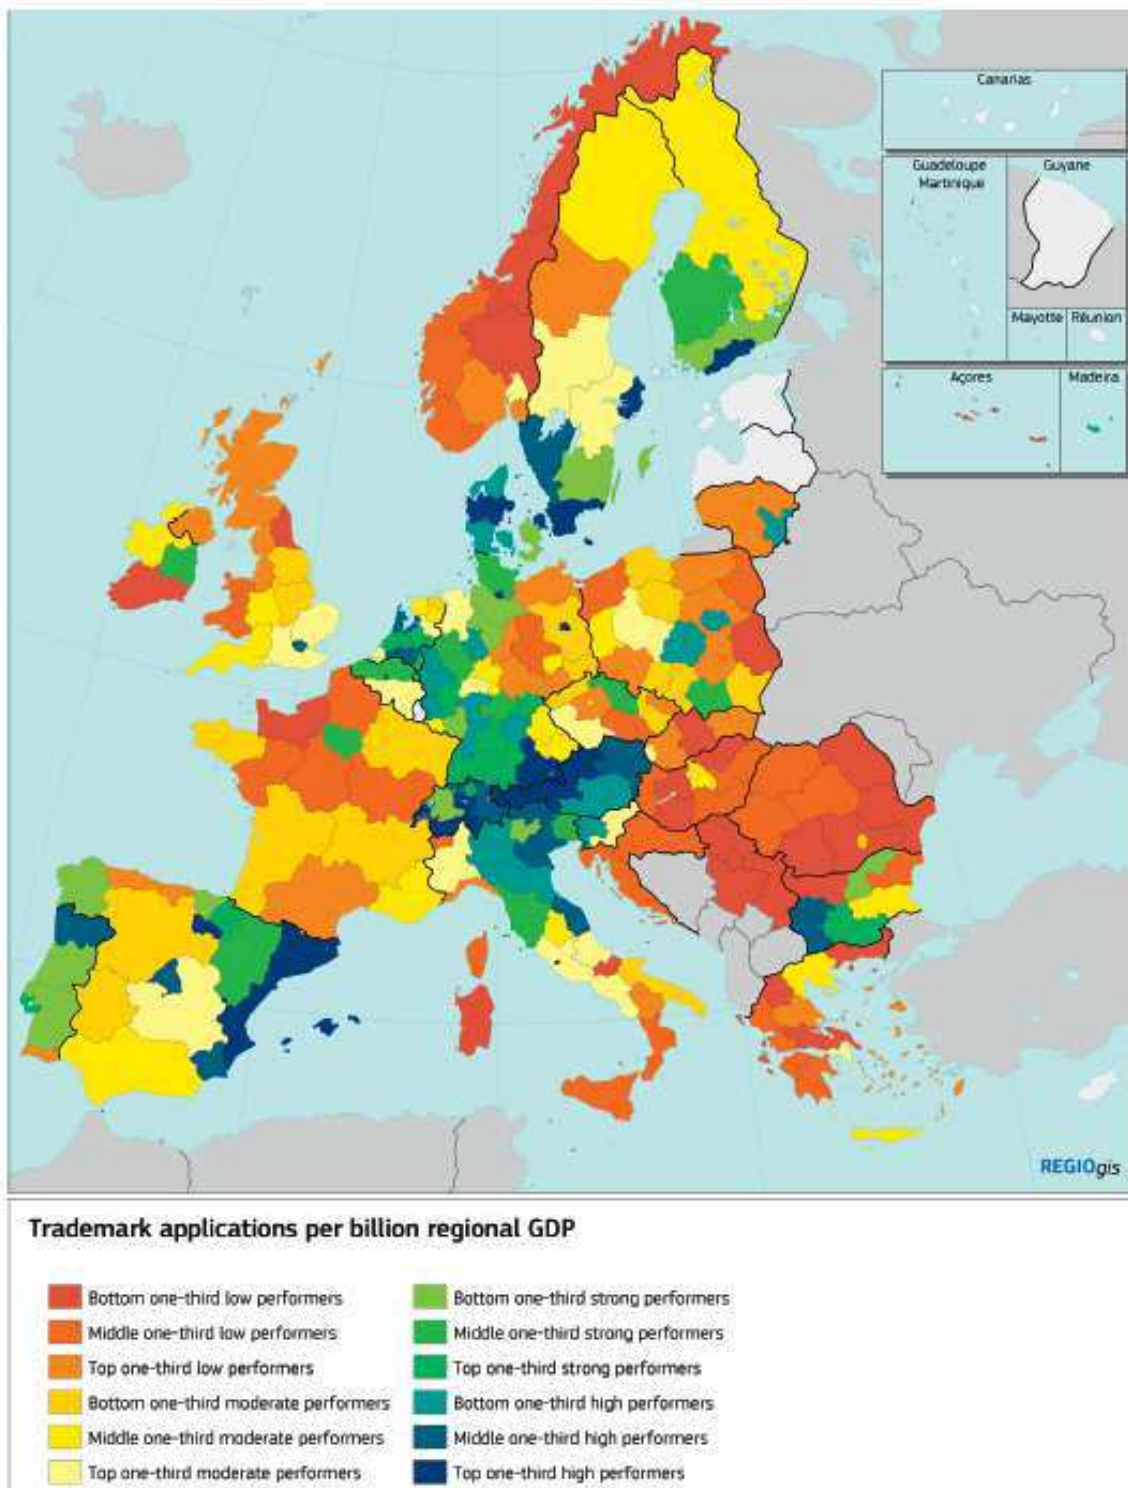 Canarias
Guadeloupe
Martinique
Guyane
Mayotte
Réunion
Açores
Madeira
REGIOgis
Trademark applications per billion regional GDP
Bottom one-third low performers
Middle one-third low performers
Top one-third low performers
Bottom one-third moderate performers
Middle one-third moderate performers
Top one-third moderate performers
Bottom one-third strong performers
Middle one-third strong performers
Top one-third strong performers
Bottom one-third high performers
Middle one-third high performers
Top one-third high performers